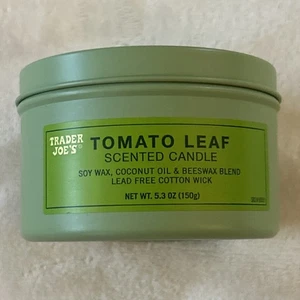 TRADER
JOE'S
TOMATO LEAF
SCENTED CANDLE
SOY WAX, COCONUT OIL & BEESWAX BLEND
LEAD FREE COTTON WICK
NET WT. 5.3 OZ (150g)